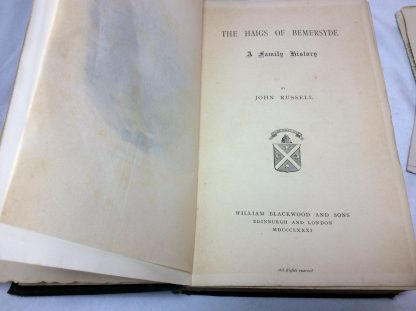 THE HAIGS OF BEMERSYDE
A Family History
BY
JOHN RUSSELL
WILLIAM BLACKWOOD AND SONS
EDINBURGH AND LONDON
MDCCCLXXXI
All Rights reserved